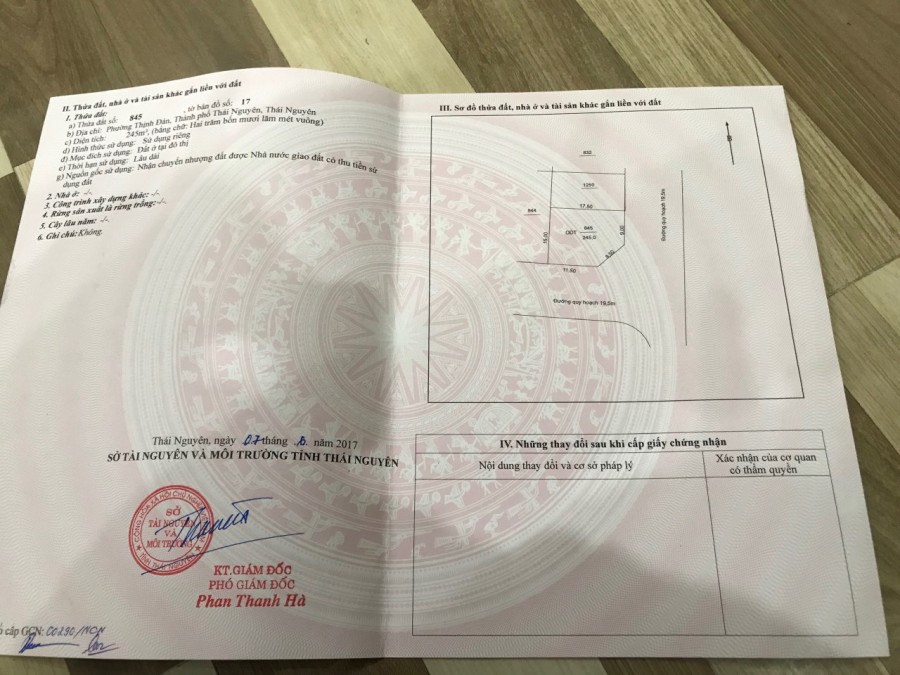 II. Thửa đất, nhà ở và tài sản khác gắn liền với đất
1. Thửa đất:
a) Thửa đất số: 845 , tờ bản đồ số: 17
b) Địa chỉ: Phường Thịnh Đán, Thành phố Thái Nguyên, Thái Nguyên
c) Diện tích: 245m², (bằng chữ: Hai trăm bốn mươi lăm mét vuông)
d) Hình thức sử dụng: Sử dụng riêng
đ) Mục đích sử dụng: Đất ở tại đô thị
e) Thời hạn sử dụng: Lâu dài
g) Nguồn gốc sử dụng: Nhận chuyển nhượng đất được Nhà nước giao đất có thu tiền sử
dụng đất
2. Nhà ở: -/-
3. Công trình xây dựng khác: -/-
4. Rừng sản xuất là rừng trồng: -/-
5. Cây lâu năm: -/-
6. Ghi chú: Không.
Thái Nguyên, ngày 07 tháng 8 năm 2017
SỞ TÀI NGUYÊN VÀ MÔI TRƯỜNG TỈNH THÁI NGUYÊN
SỞ
TÀI NGUYÊN
VÀ
MÔI TRƯỜNG
KT.GIÁM ĐỐC
PHÓ GIÁM ĐỐC
Phan Thanh Hà
cấp GCN: 00290/NCN
III. Sơ đồ thửa đất, nhà ở và tài sản khác gắn liền với đất
B
1250
17.50
15.00
ODT
845
245.0
8.00
11.50
Đường quy hoạch 19,5m
Đường quy hoạch 19,5m
IV. Những thay đổi sau khi cấp giấy chứng nhận
Nội dung thay đổi và cơ sở pháp lý
Xác nhận của cơ quan
có thẩm quyền